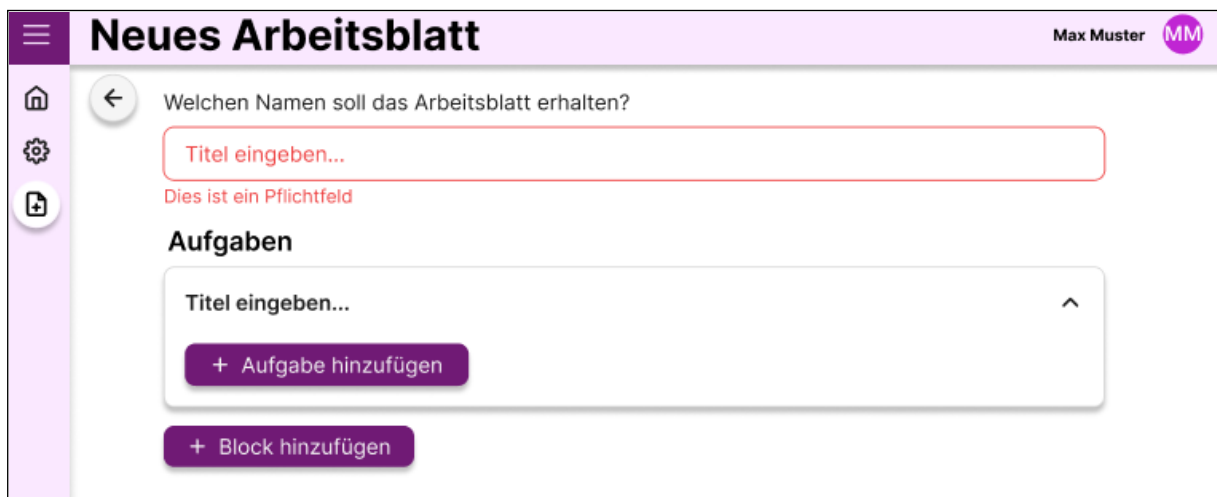 Neues Arbeitsblatt
Max Muster
MM
Welchen Namen soll das Arbeitsblatt erhalten?
Titel eingeben...
Dies ist ein Pflichtfeld
Aufgaben
Titel eingeben...
+ Aufgabe hinzufügen
+ Block hinzufügen